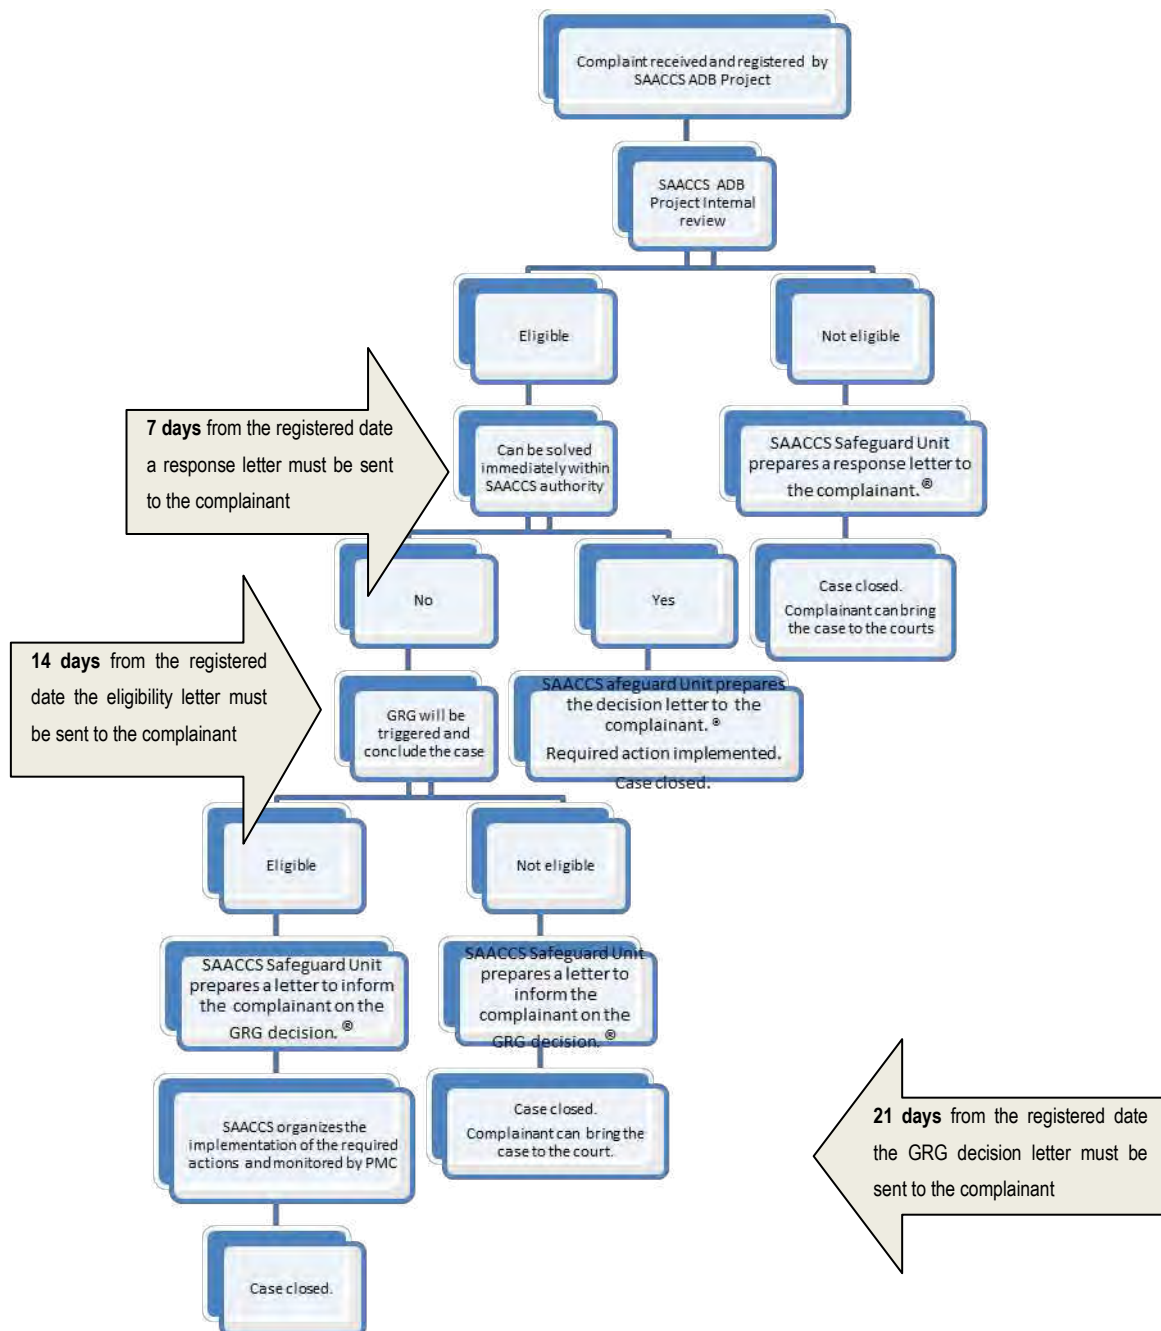 Complaint received and registered by
SAACCS ADB Project
SAACCS ADB
Project Internal
review
Eligible
Not eligible
7 days from the registered date
a response letter must be sent
to the complainant
Can be solved
immediately within
SAACCS authority
SAACCS Safeguard Unit
prepares a response letter to
the complainant. ®
No
Yes
Case closed.
Complainant can bring
the case to the courts
14 days from the registered
date the eligibility letter must
be sent to the complainant
GRG will be
triggered and
conclude the case
SAACCS afeguard Unit prepares
the decision letter to the
complainant. ®
Required action implemented.
Case closed.
Eligible
Not eligible
SAACCS Safeguard Unit
prepares a letter to inform
the complainant on the
GRG decision. ®
SAACCS Safeguard Unit
prepares a letter to
inform the
complainant on the
GRG decision. ®
SAACCS organizes the
implementation of the required
actions and monitored by PMC
Case closed.
Complainant can bring the
case to the court.
21 days from the registered date
the GRG decision letter must be
sent to the complainant
Case closed.